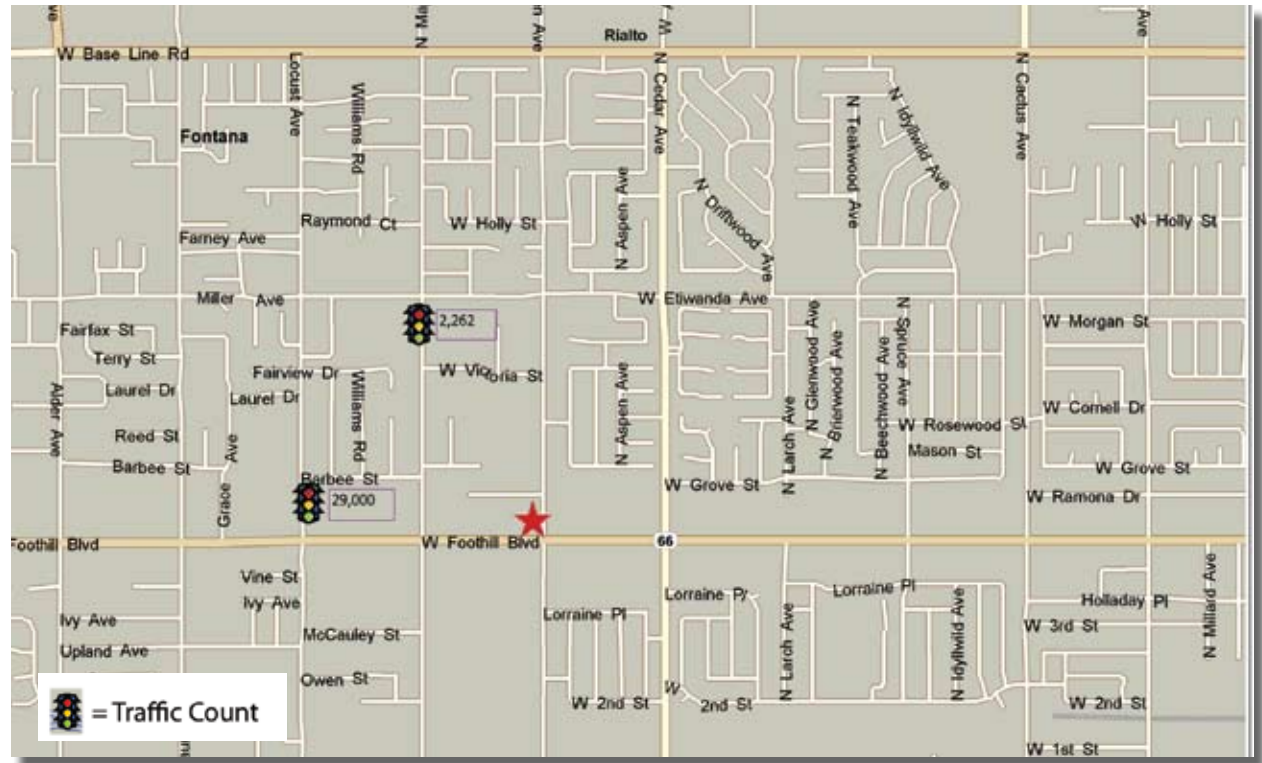 Ave
N Ma
n Ave
W
Rialto
Ave
W Base Line Rd
Locust Ave
Williams Rd
N Cedar Ave
N Cactus Ave
N Teakwood Ave
N Idyllwild Ave
Fontana
N Aspen Ave
N Driftwood Ave
Raymond Ct
W Holly St
W Holly St
Farney Ave
Miller Ave
W Etiwanda Ave
2,262
Fairfax St
W Morgan St
Terry St
N Glenwood Ave
N Brierwood Ave
N Spruce Ave
N Beechwood Ave
Fairview Dr
W Victoria St
Alder Ave
Laurel Dr
Laurel Dr
Williams Rd
N Aspen Ave
N Larch Ave
W Cornell Dr
W Rosewood St
Reed St
Mason St
Barbee St
Grace Ave
Barbee St
W Grove St
W Grove St
29,000
W Ramona Dr
Foothill Blvd
W Foothill Blvd
66
Vine St
Ivy Ave
Lorraine Pl
Lorraine Pl
Holladay Pl
N Millard Ave
Ivy Ave
Lorraine Pl
N Larch Ave
N Idyllwild Ave
McCauley St
W 3rd St
Upland Ave
Owen St
W 2nd St
W 2nd St
W 2nd St
= Traffic Count
W 1st St